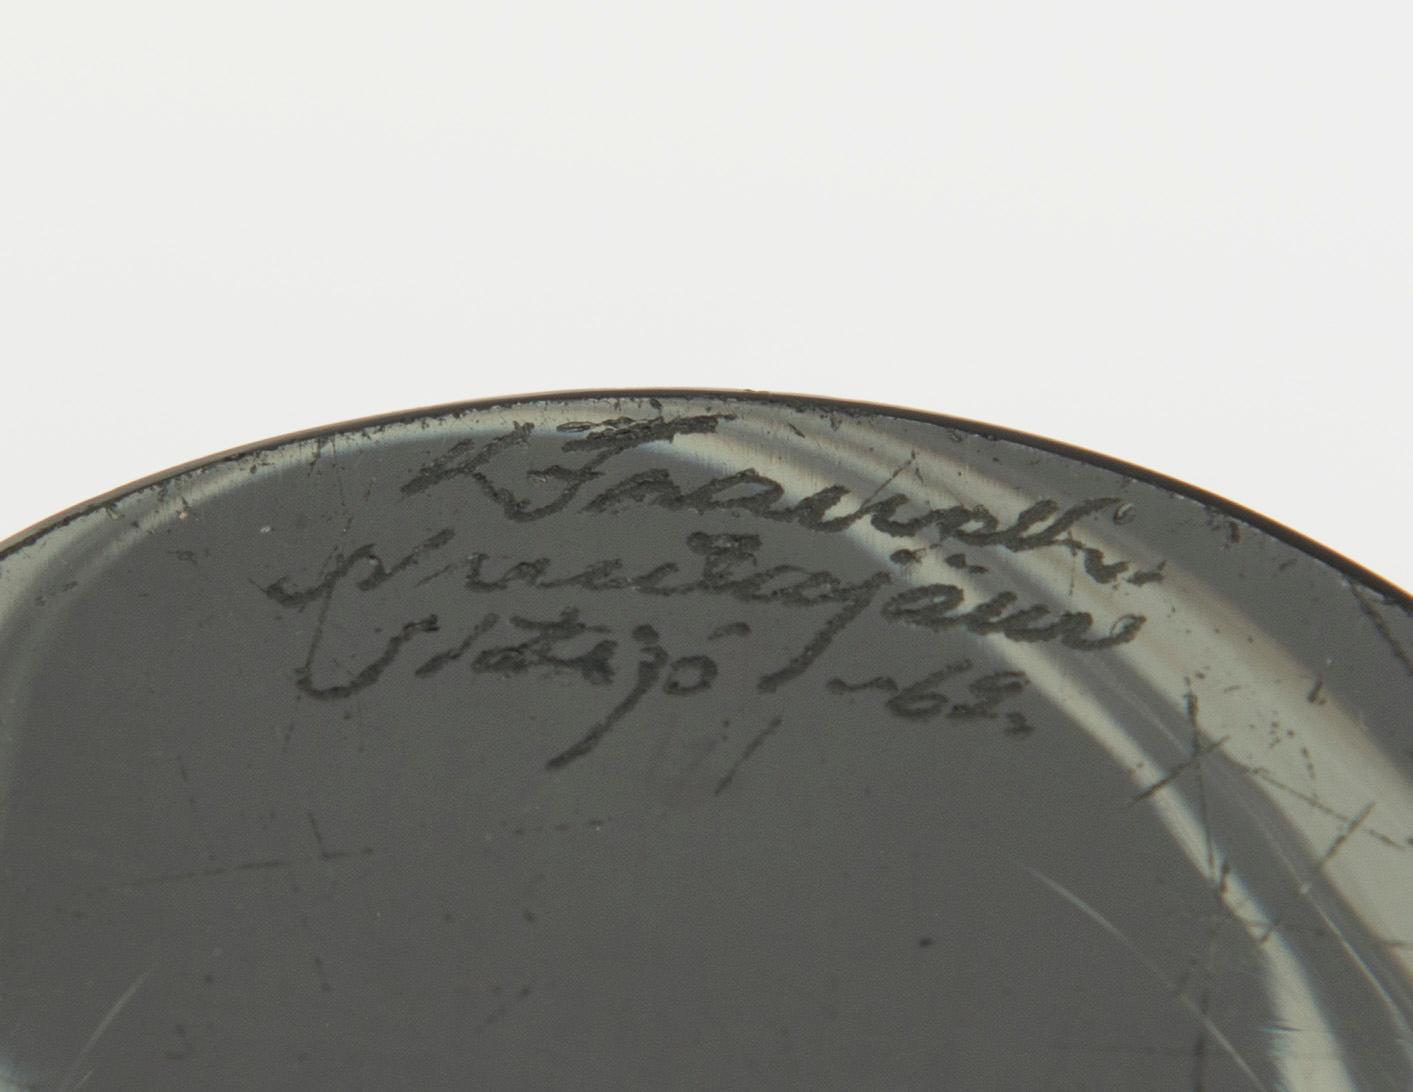 K Franck
Nuutajärvi
Notsjö -62.